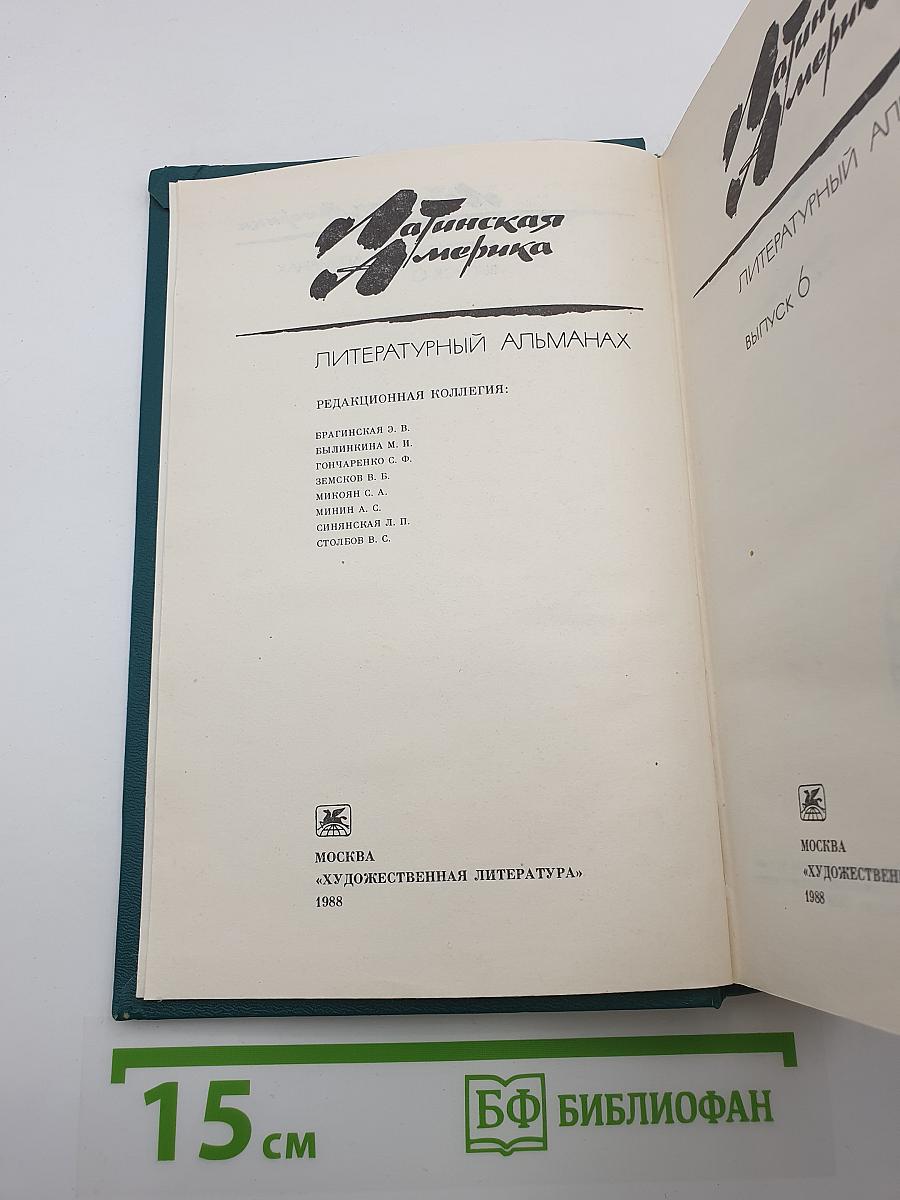 Латинская
Америка
ЛИТЕРАТУРНЫЙ АЛЬМАНАХ
РЕДАКЦИОННАЯ КОЛЛЕГИЯ:
БРАГИНСКАЯ Э. В.
БЫЛИНКИНА М. И.
ГОНЧАРЕНКО С. Ф.
ЗЕМСКОВ В. Б.
МИКОЯН С. А.
МИНИН А. С.
СИНЯНСКАЯ Л. П.
СТОЛБОВ В. С.
МОСКВА
«ХУДОЖЕСТВЕННАЯ ЛИТЕРАТУРА»
1988
ЛИТЕРАТУРНЫЙ
ВЫПУСК 6
МОСКВА
1988
15 см
БФ БИБЛИОФАН